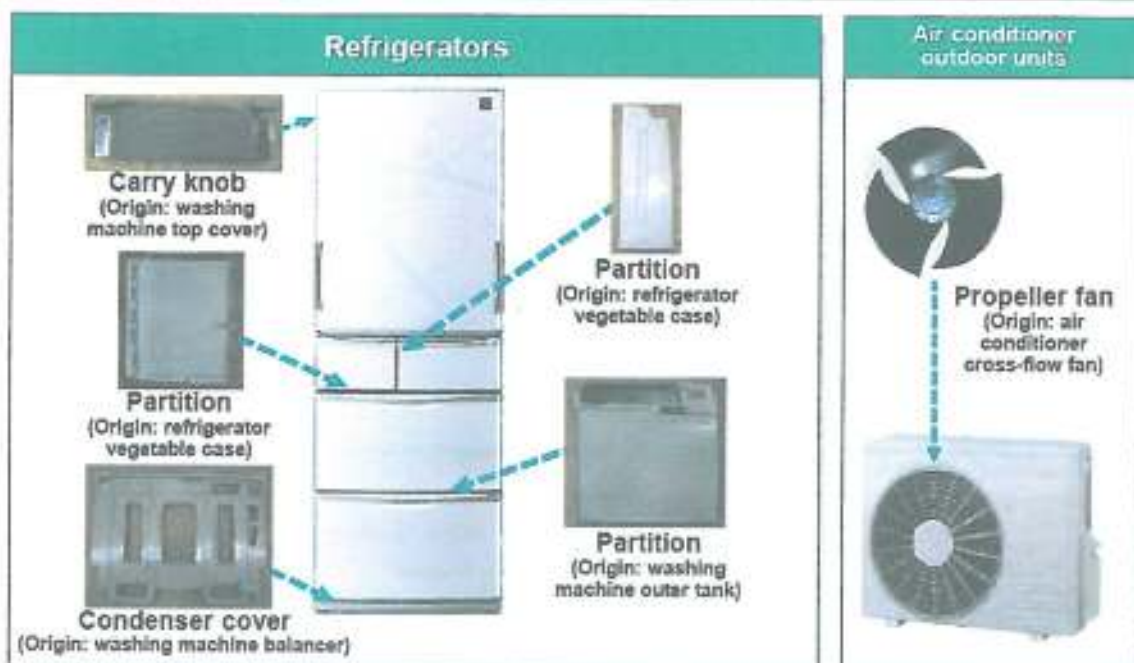 Refrigerators
Carry knob
(Origin: washing
machine top cover)
Partition
(Origin: refrigerator
vegetable case)
Condenser cover
(Origin: washing machine balancer)
Partition
(Origin: refrigerator
vegetable case)
Partition
(Origin: washing
machine outer tank)
Air conditioner
outdoor units
Propeller fan
(Origin: air
conditioner
cross-flow fan)